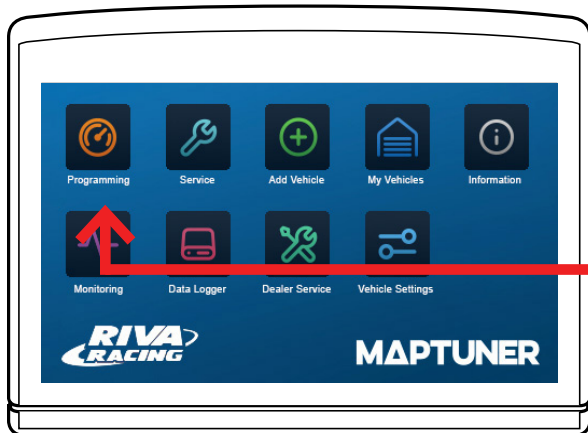 Programming Service Add Vehicle My Vehicles Information
Monitoring Data Logger Dealer Service Vehicle Settings
RIVA
RACING
MAPTUNER